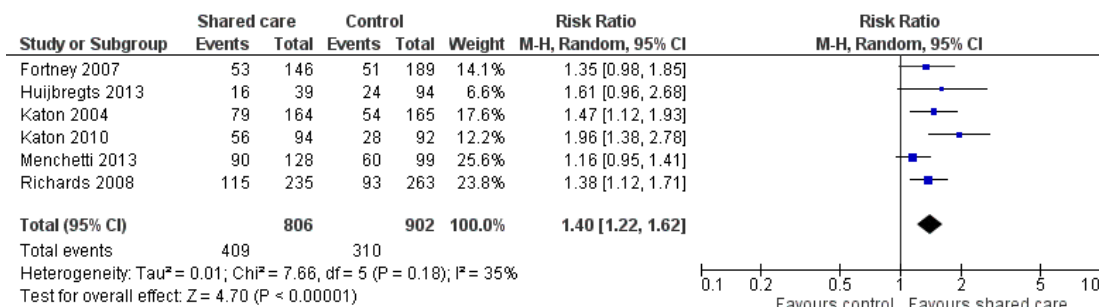 Shared care Control Risk Ratio Risk Ratio
Study or Subgroup Events Total Events Total Weight M-H, Random, 95% CI M-H, Random, 95% CI
Fortney 2007 53 146 51 189 14.1% 1.35 [0.98, 1.85]
Huijbregts 2013 16 39 24 94 6.6% 1.61 [0.96, 2.68]
Katon 2004 79 164 54 165 17.6% 1.47 [1.12, 1.93]
Katon 2010 56 94 28 92 12.2% 1.96 [1.38, 2.78]
Menchetti 2013 90 128 60 99 25.6% 1.16 [0.95, 1.41]
Richards 2008 115 235 93 263 23.8% 1.38 [1.12, 1.71]
Total (95% CI) 806 902 100.0% 1.40 [1.22, 1.62]
Total events 409 310
Heterogeneity: Tau² = 0.01; Chi² = 7.66, df = 5 (P = 0.18); I² = 35%
Test for overall effect: Z = 4.70 (P < 0.00001)
0.1 0.2 0.5 1 2 5 10
Favours control Favours shared care